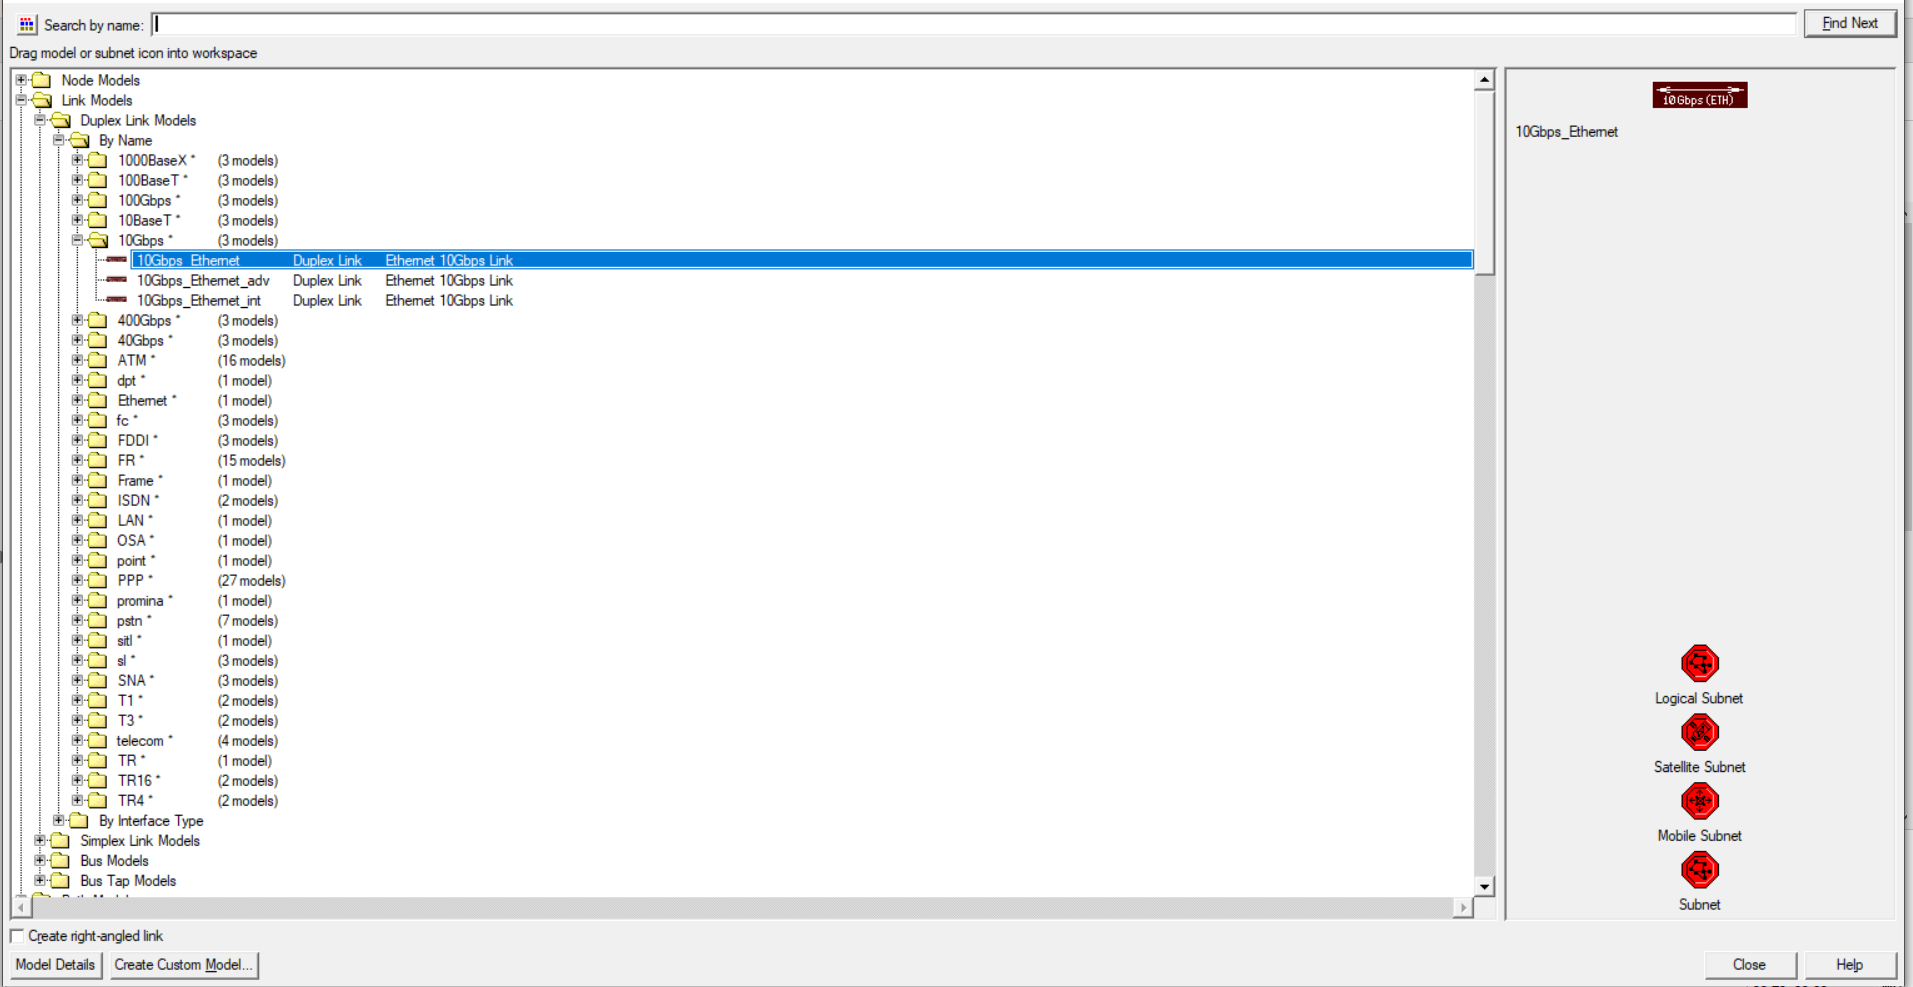 Search by name:
Find Next
Drag model or subnet icon into workspace
Node Models
Link Models
Duplex Link Models
By Name
1000BaseX * (3 models)
100BaseT * (3 models)
100Gbps * (3 models)
10BaseT * (3 models)
10Gbps * (3 models)
10Gbps_Ethernet Duplex Link Ethernet 10Gbps Link
10Gbps_Ethernet_adv Duplex Link Ethernet 10Gbps Link
10Gbps_Ethernet_int Duplex Link Ethernet 10Gbps Link
400Gbps * (3 models)
40Gbps * (3 models)
ATM * (16 models)
dpt * (1 model)
Ethernet * (1 model)
fc * (3 models)
FDDI * (3 models)
FR * (15 models)
Frame * (1 model)
ISDN * (2 models)
LAN * (1 model)
OSA * (1 model)
point * (1 model)
PPP * (27 models)
promina * (1 model)
pstn * (7 models)
sitl * (1 model)
sl * (3 models)
SNA * (3 models)
T1 * (2 models)
T3 * (2 models)
telecom * (4 models)
TR * (1 model)
TR16 * (2 models)
TR4 * (2 models)
By Interface Type
Simplex Link Models
Bus Models
Bus Tap Models
10Gbps (ETH)
10Gbps_Ethernet
Logical Subnet
Satellite Subnet
Mobile Subnet
Subnet
Create right-angled link
Model Details
Create Custom Model...
Close
Help